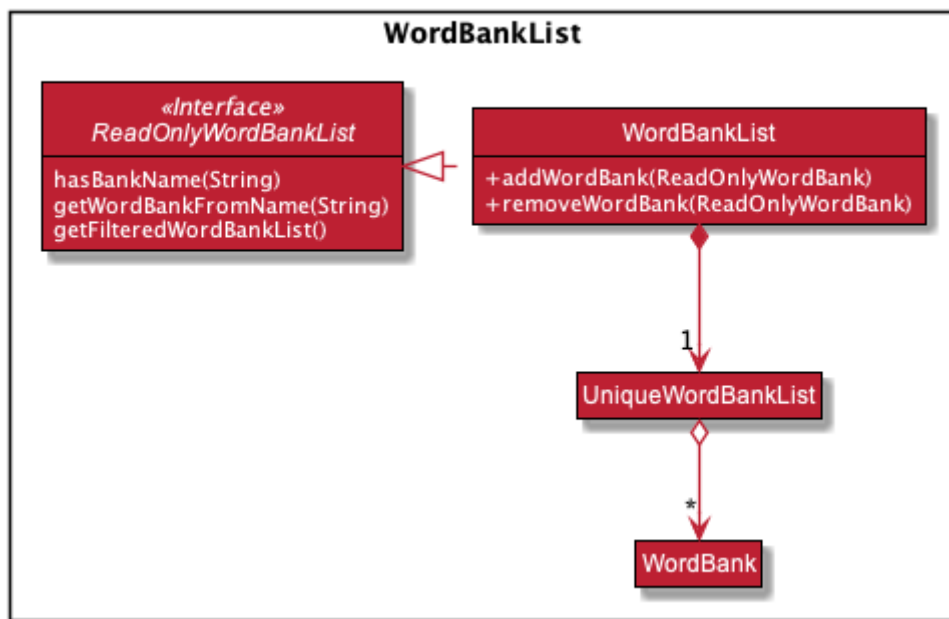 WordBankList
«Interface»
ReadOnlyWordBankList
hasBankName(String)
getWordBankFromName(String)
getFilteredWordBankList()
WordBankList
+addWordBank(ReadOnlyWordBank)
+removeWordBank(ReadOnlyWordBank)
1
UniqueWordBankList
*
WordBank